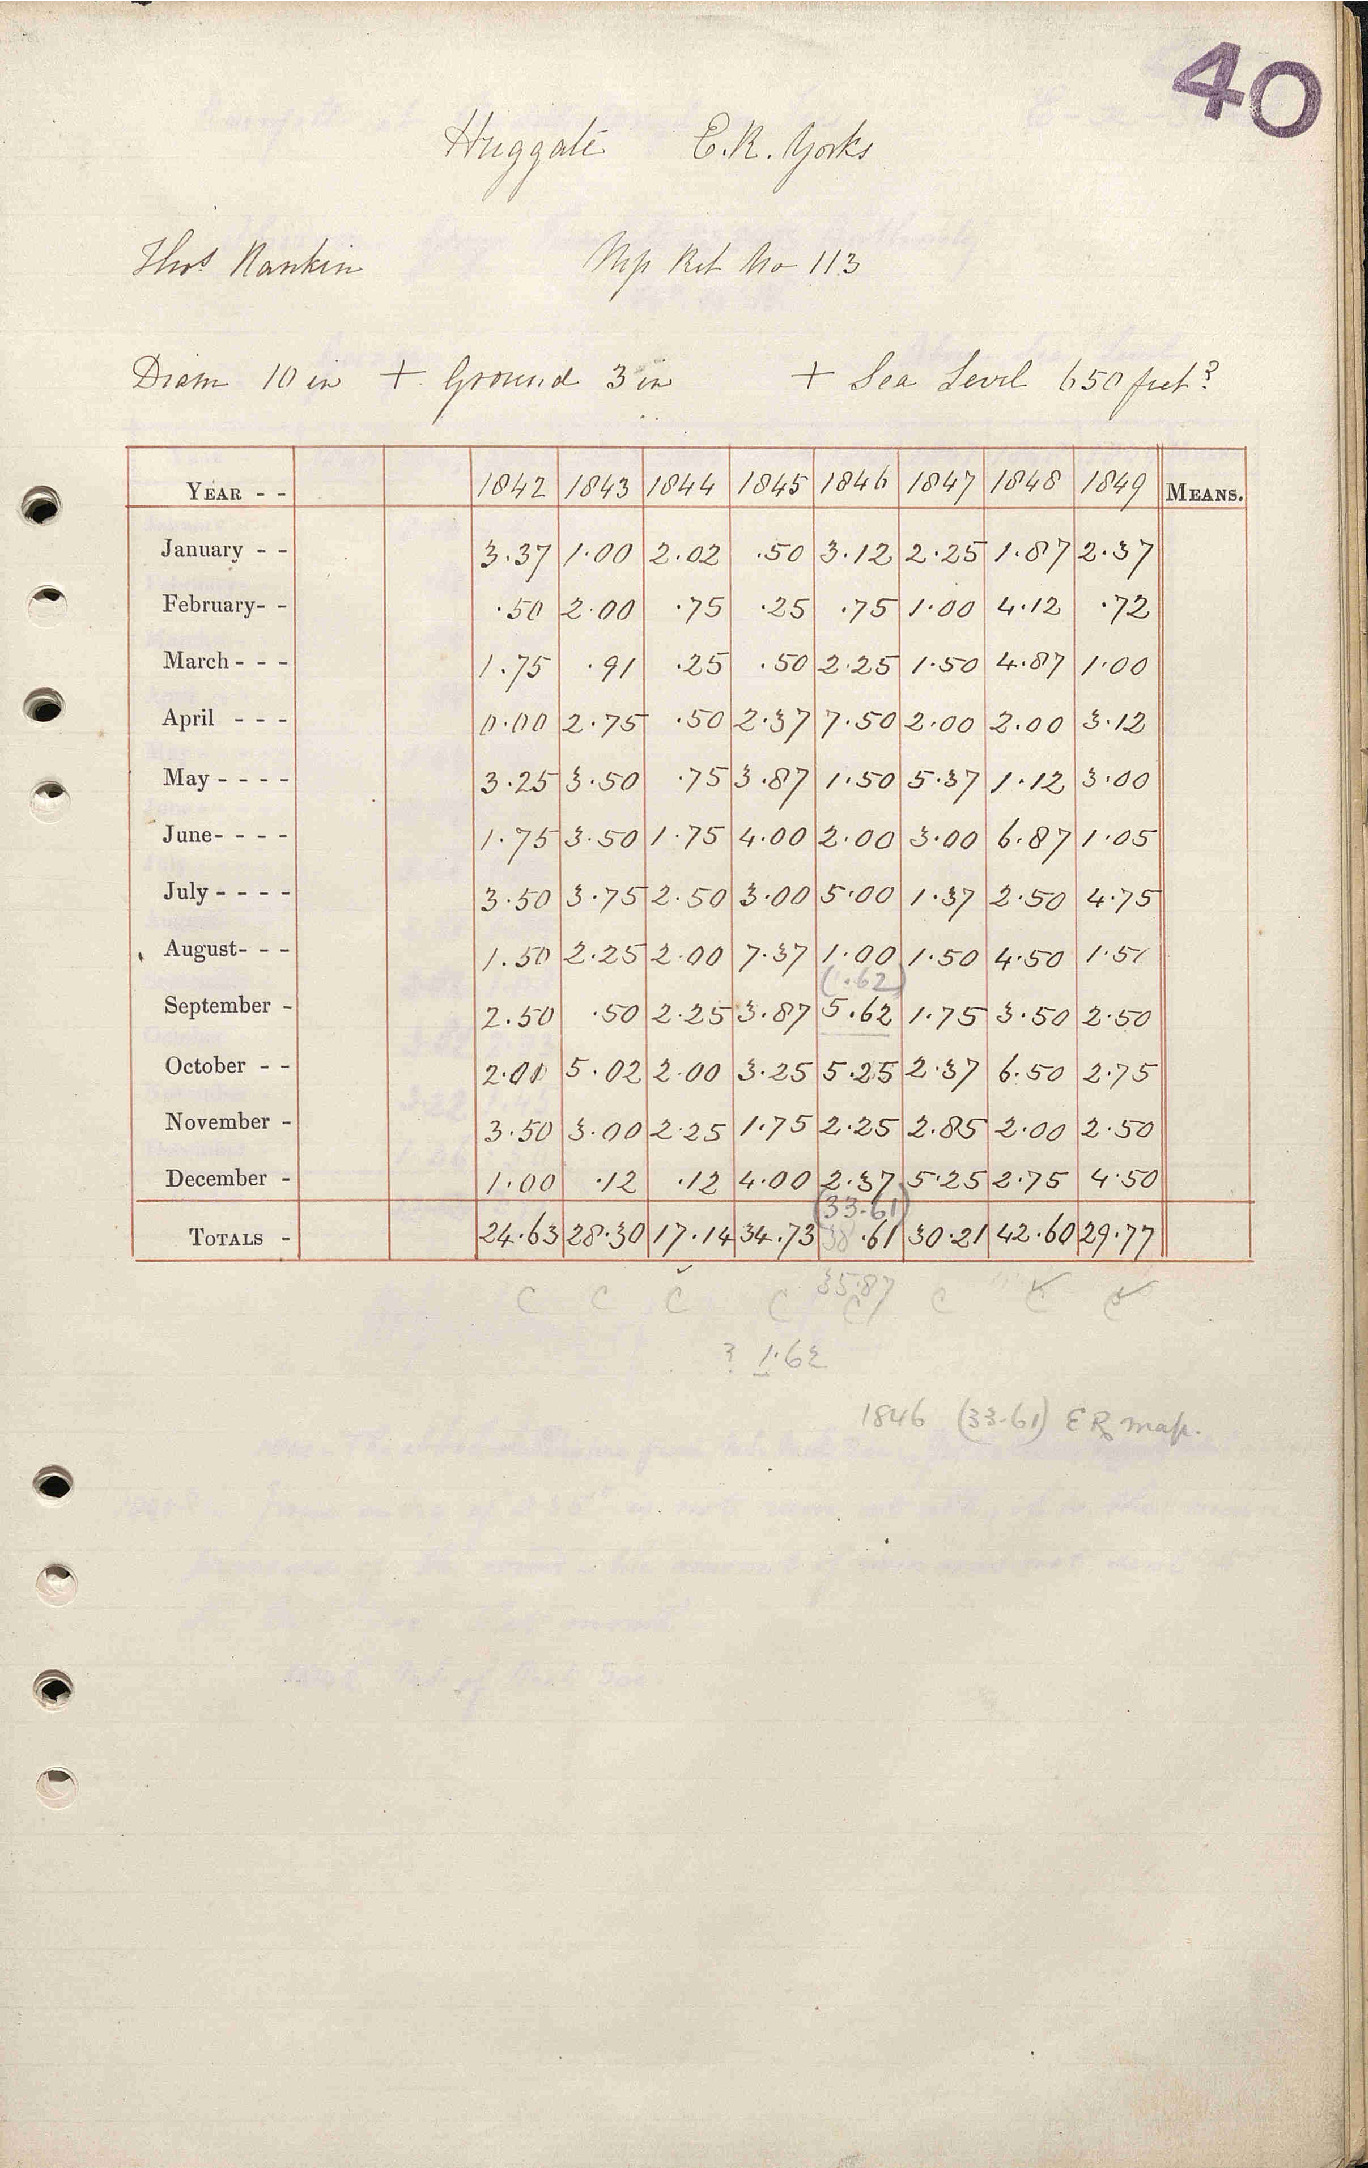 40
Huggate E.R. Yorks
Thos Rankin
No 113
Diam 10 in + Ground 3 in + Sea Level 650 feet?
YEAR - - 1842 1843 1844 1845 1846 1847 1848 1849 MEANS.
January - - 3.37 1.00 2.02 .50 3.12 2.25 1.87 2.37
February- - .50 2.00 .75 .25 .75 1.00 4.12 .72
March - - - 1.75 .91 .25 .50 2.25 1.50 4.87 1.00
April - - - 0.00 2.75 .50 2.37 7.50 2.00 2.00 3.12
May - - - - 3.25 3.50 .75 3.87 1.50 5.37 1.12 3.00
June- - - - 1.75 3.50 1.75 4.00 2.00 3.00 6.87 1.05
July - - - - 3.50 3.75 2.50 3.00 5.00 1.37 2.50 4.75
August- - - 1.50 2.25 2.00 7.37 1.00 1.50 4.50 1.51
(1.62)
September - 2.50 .50 2.25 3.87 5.62 1.75 3.50 2.50
October - - 2.00 5.02 2.00 3.25 5.25 2.37 6.50 2.75
November - 3.50 3.00 2.25 1.75 2.25 2.85 2.00 2.50
December - 1.00 .12 .12 4.00 2.37 5.25 2.75 4.50
(33.61)
TOTALS - 24.63 28.30 17.14 34.73 38.61 30.21 42.60 29.77
35.87
C C C C C C C C
? 1.62
1846 (33.61) ER map.